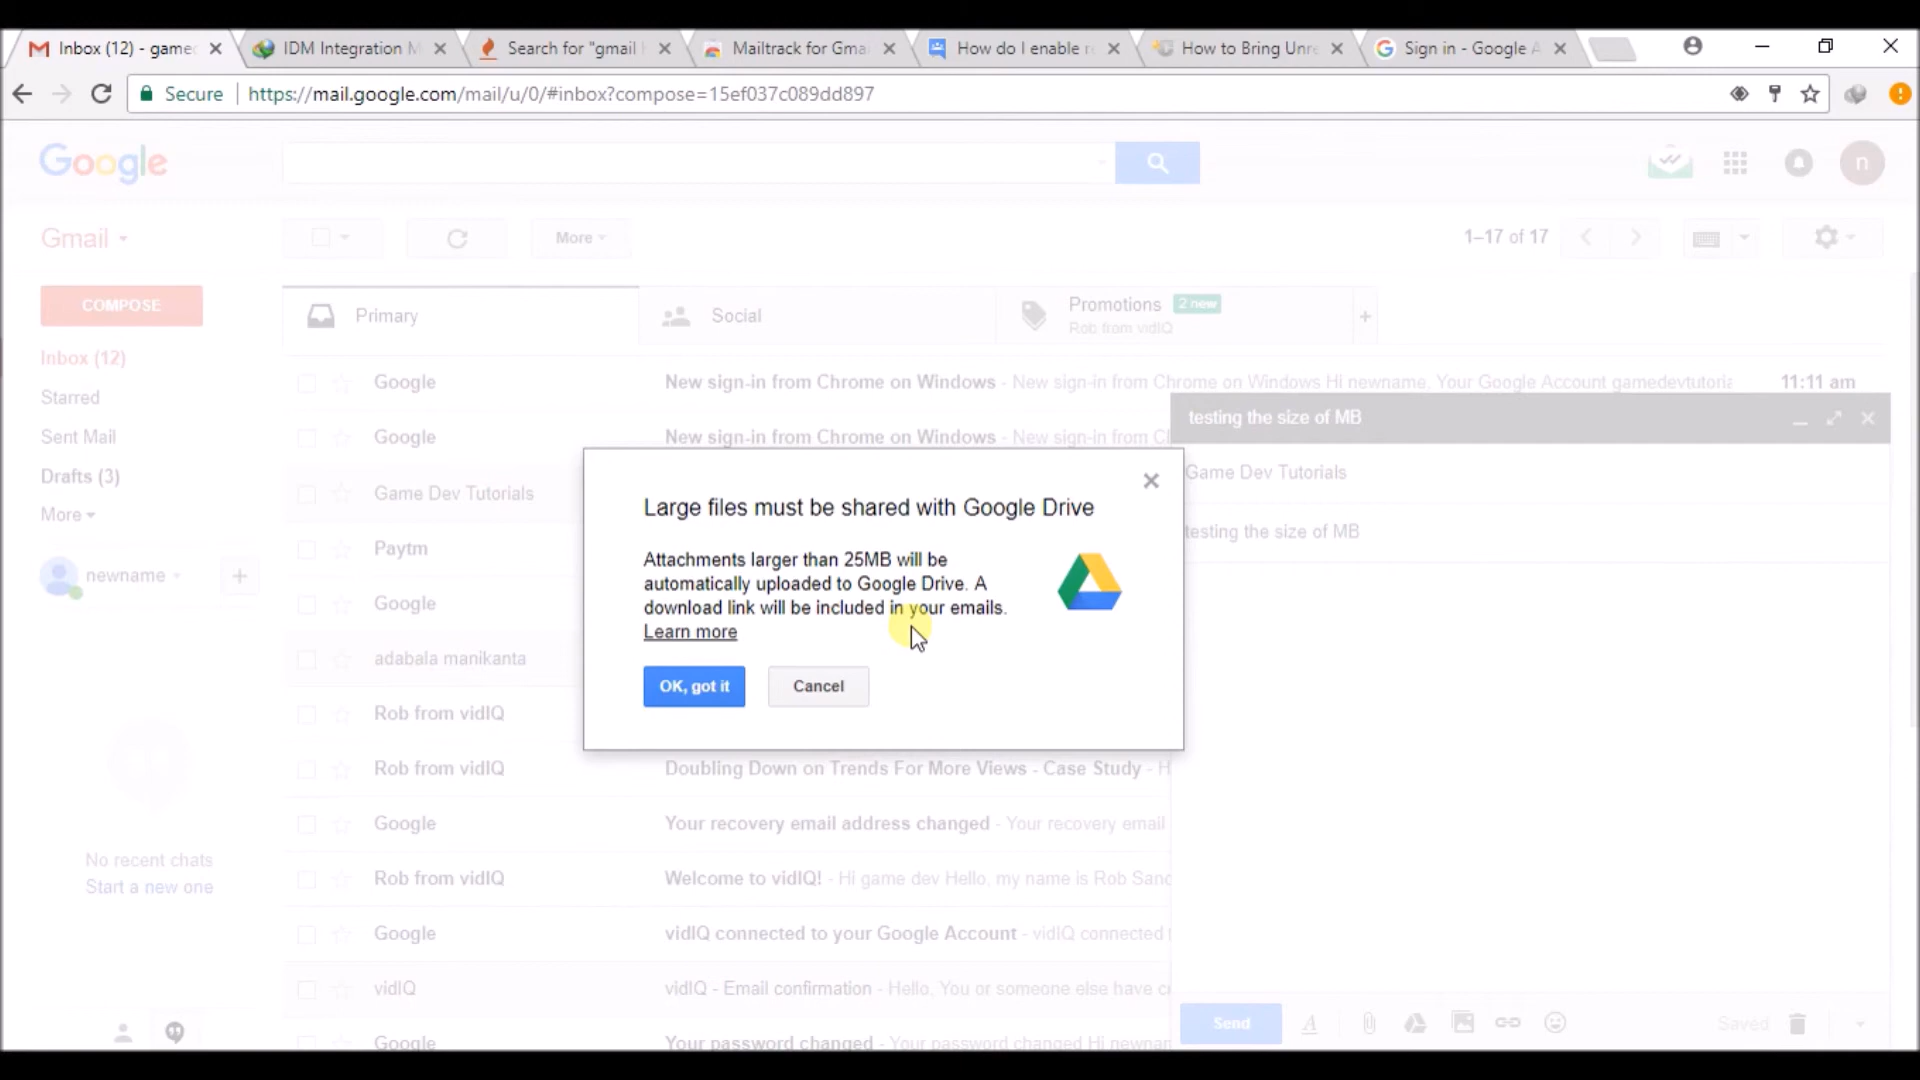 Inbox (12) - game
IDM Integration M
Search for "gmail
Mailtrack for Gma
How do I enable r
How to Bring Unre
Sign in - Google A
Secure
https://mail.google.com/mail/u/0/#inbox?compose=15ef037c089dd897
Google
n
Gmail
More
1–17 of 17
COMPOSE
Primary
Social
Promotions
2 new
Rob from vidIQ
Inbox (12)
Starred
Sent Mail
Drafts (3)
More
newname
No recent chats
Start a new one
Google
New sign-in from Chrome on Windows - New sign-in from Chrome on Windows Hi newname, Your Google Account gamedevtutoria
11:11 am
Google
New sign-in from Chrome on Windows - New sign-in from C
Game Dev Tutorials
Paytm
Google
adabala manikanta
Rob from vidIQ
Rob from vidIQ
Doubling Down on Trends For More Views - Case Study - H
Google
Your recovery email address changed - Your recovery email
Rob from vidIQ
Welcome to vidIQ! - Hi game dev Hello, my name is Rob Sand
Google
vidIQ connected to your Google Account - vidIQ connected
vidIQ
vidIQ - Email confirmation - Hello, You or someone else have c
Google
Your password changed - Your password changed Hi newnam
testing the size of MB
Game Dev Tutorials
testing the size of MB
Send
Saved
Large files must be shared with Google Drive
Attachments larger than 25MB will be
automatically uploaded to Google Drive. A
download link will be included in your emails.
Learn more
OK, got it
Cancel